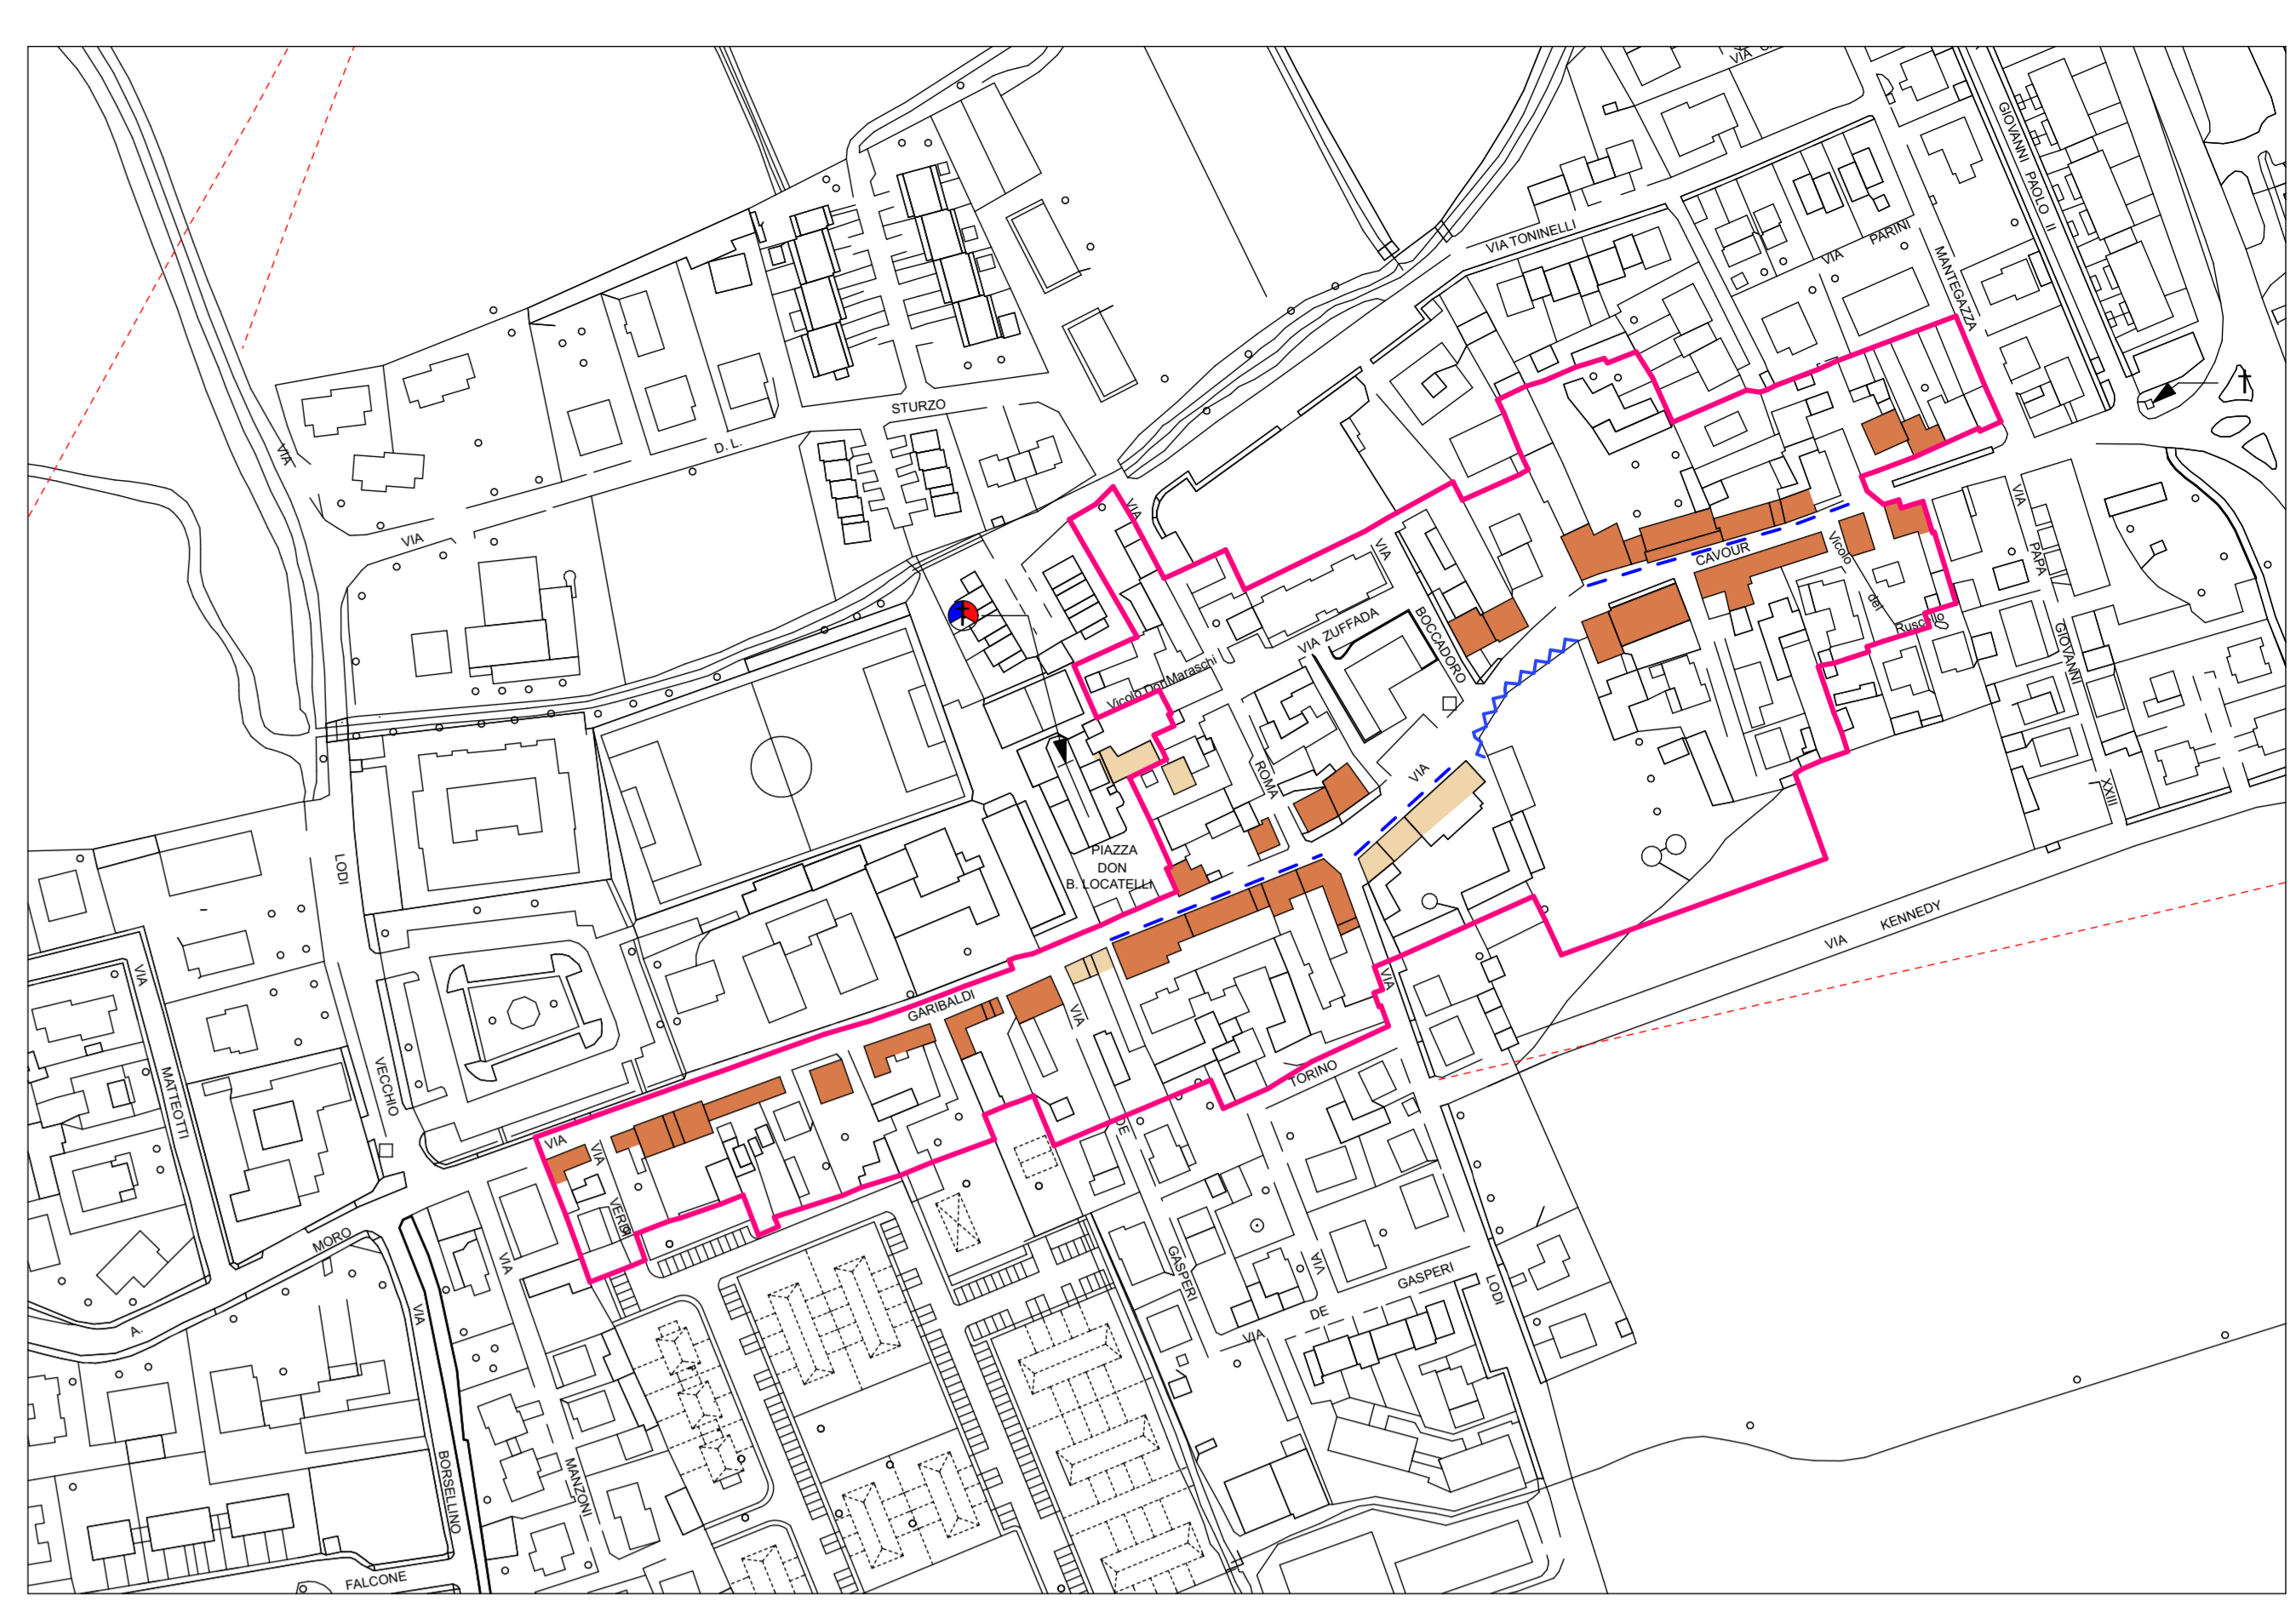 VIA
GIOVANNI PAOLO II
VIA TONINELLI
VIA PARINI
MANTEGAZZA
STURZO
D. L.
VIA
VIA
VIA
VIA
VIA
PAPA
GIOVANNI
XXIII
CAVOUR
Vicolo
del
Ruscello
VIA ZUFFADA
BOCCADORO
Vicolo Don Maraschi
ROMA
VIA
PIAZZA
DON
B. LOCATELLI
LODI
VECCHIO
VIA
MATTEOTTI
VIA KENNEDY
GARIBALDI
VIA
VIA
VERDI
VIA
DE
GASPERI
TORINO
VIA
LODI
VIA
VIA DE GASPERI
A. MORO
VIA
BORSELLINO
VIA
MANZONI
FALCONE